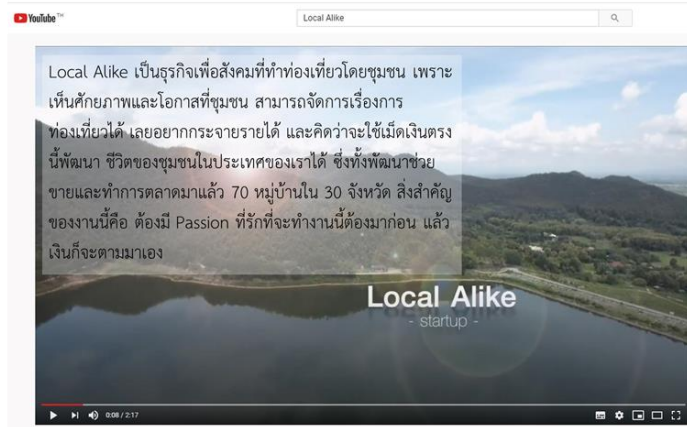 YouTube TM
Local Alike
Local Alike เป็นธุรกิจเพื่อสังคมที่ทำท่องเที่ยวโดยชุมชน เพราะ
เห็นศักยภาพและโอกาสที่ชุมชน สามารถจัดการเรื่องการ
ท่องเที่ยวได้ เลยอยากกระจายรายได้ และคิดว่าจะใช้เม็ดเงินตรง
นี้พัฒนา ชีวิตของชุมชนในประเทศของเราได้ ซึ่งทั้งพัฒนาช่วย
ขายและทำการตลาดมาแล้ว 70 หมู่บ้านใน 30 จังหวัด สิ่งสำคัญ
ของงานนี้คือ ต้องมี Passion ที่รักที่จะทำงานนี้ต้องมาก่อน แล้ว
เงินก็จะตามมาเอง
Local Alike
- startup -
0:08 / 2:17